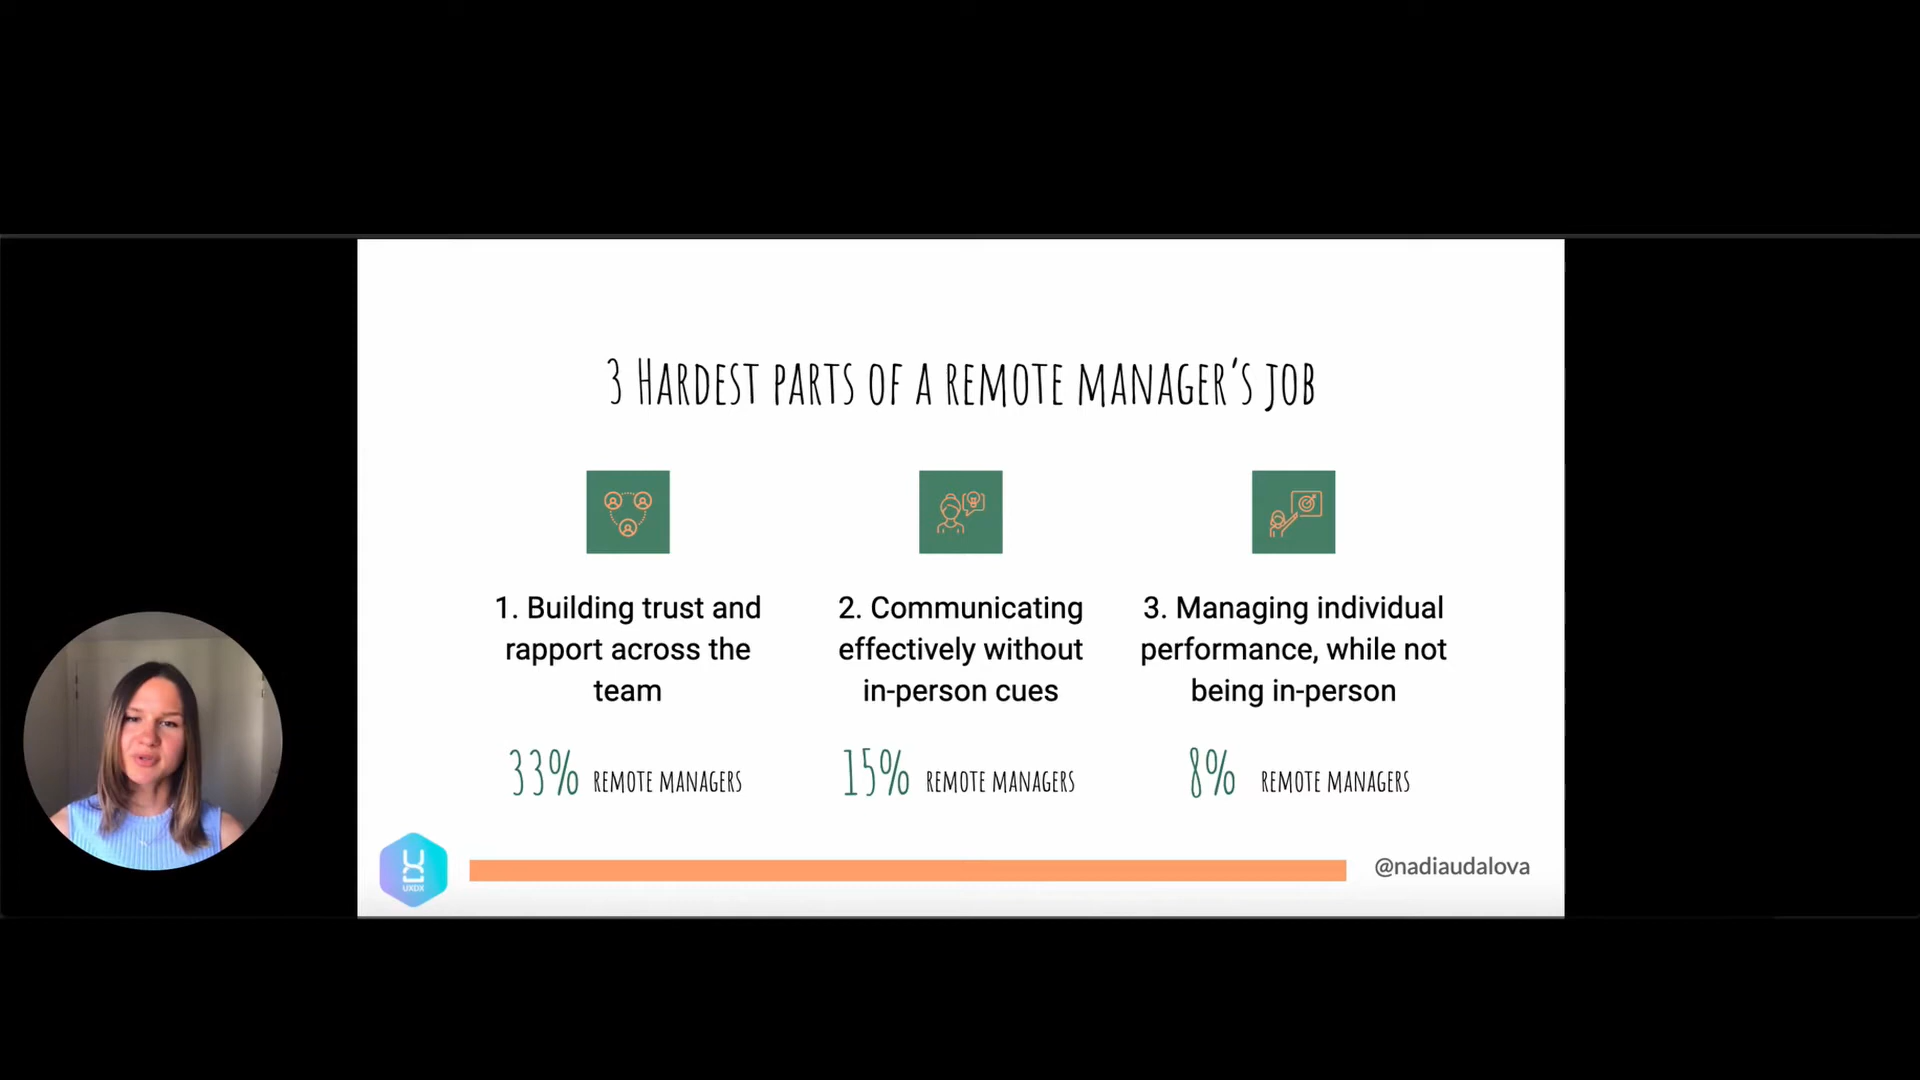 3 Hardest parts of a remote manager's job
1. Building trust and
rapport across the
team
2. Communicating
effectively without
in-person cues
3. Managing individual
performance, while not
being in-person
33% remote managers
15% remote managers
8% remote managers
UXDX
@nadiaudalova